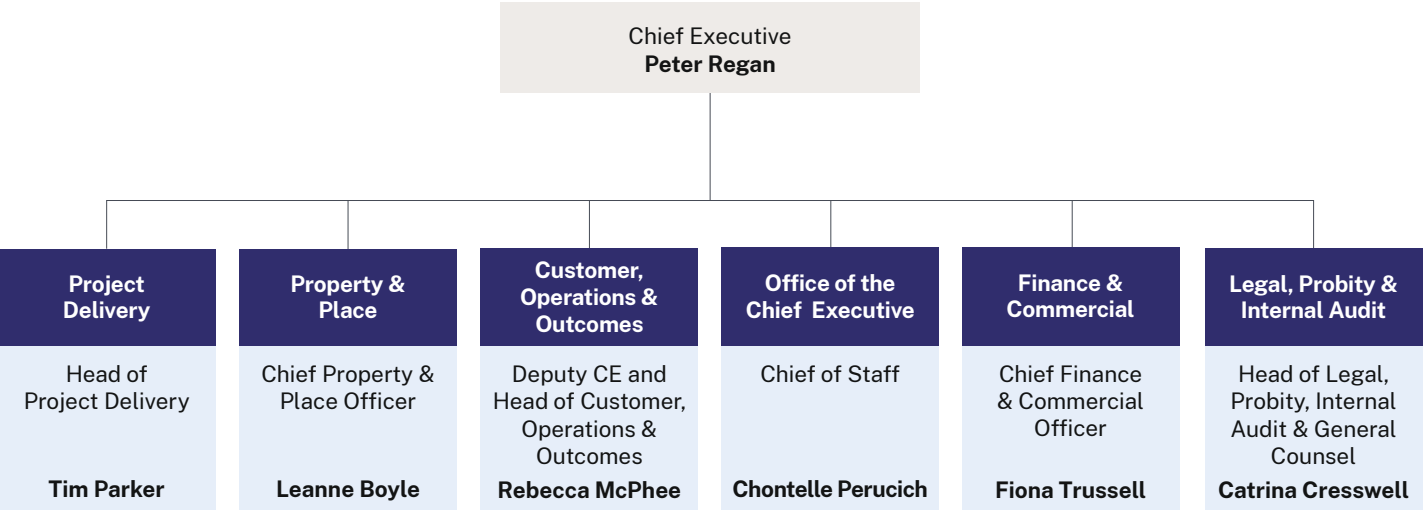 Chief Executive
Peter Regan
Project
Delivery
Head of
Project Delivery
Tim Parker
Property &
Place
Chief Property &
Place Officer
Leanne Boyle
Customer,
Operations &
Outcomes
Deputy CE and
Head of Customer,
Operations &
Outcomes
Rebecca McPhee
Office of the
Chief Executive
Chief of Staff
Chontelle Perucich
Finance &
Commercial
Chief Finance
& Commercial
Officer
Fiona Trussell
Legal, Probity &
Internal Audit
Head of Legal,
Probity, Internal
Audit & General
Counsel
Catrina Cresswell